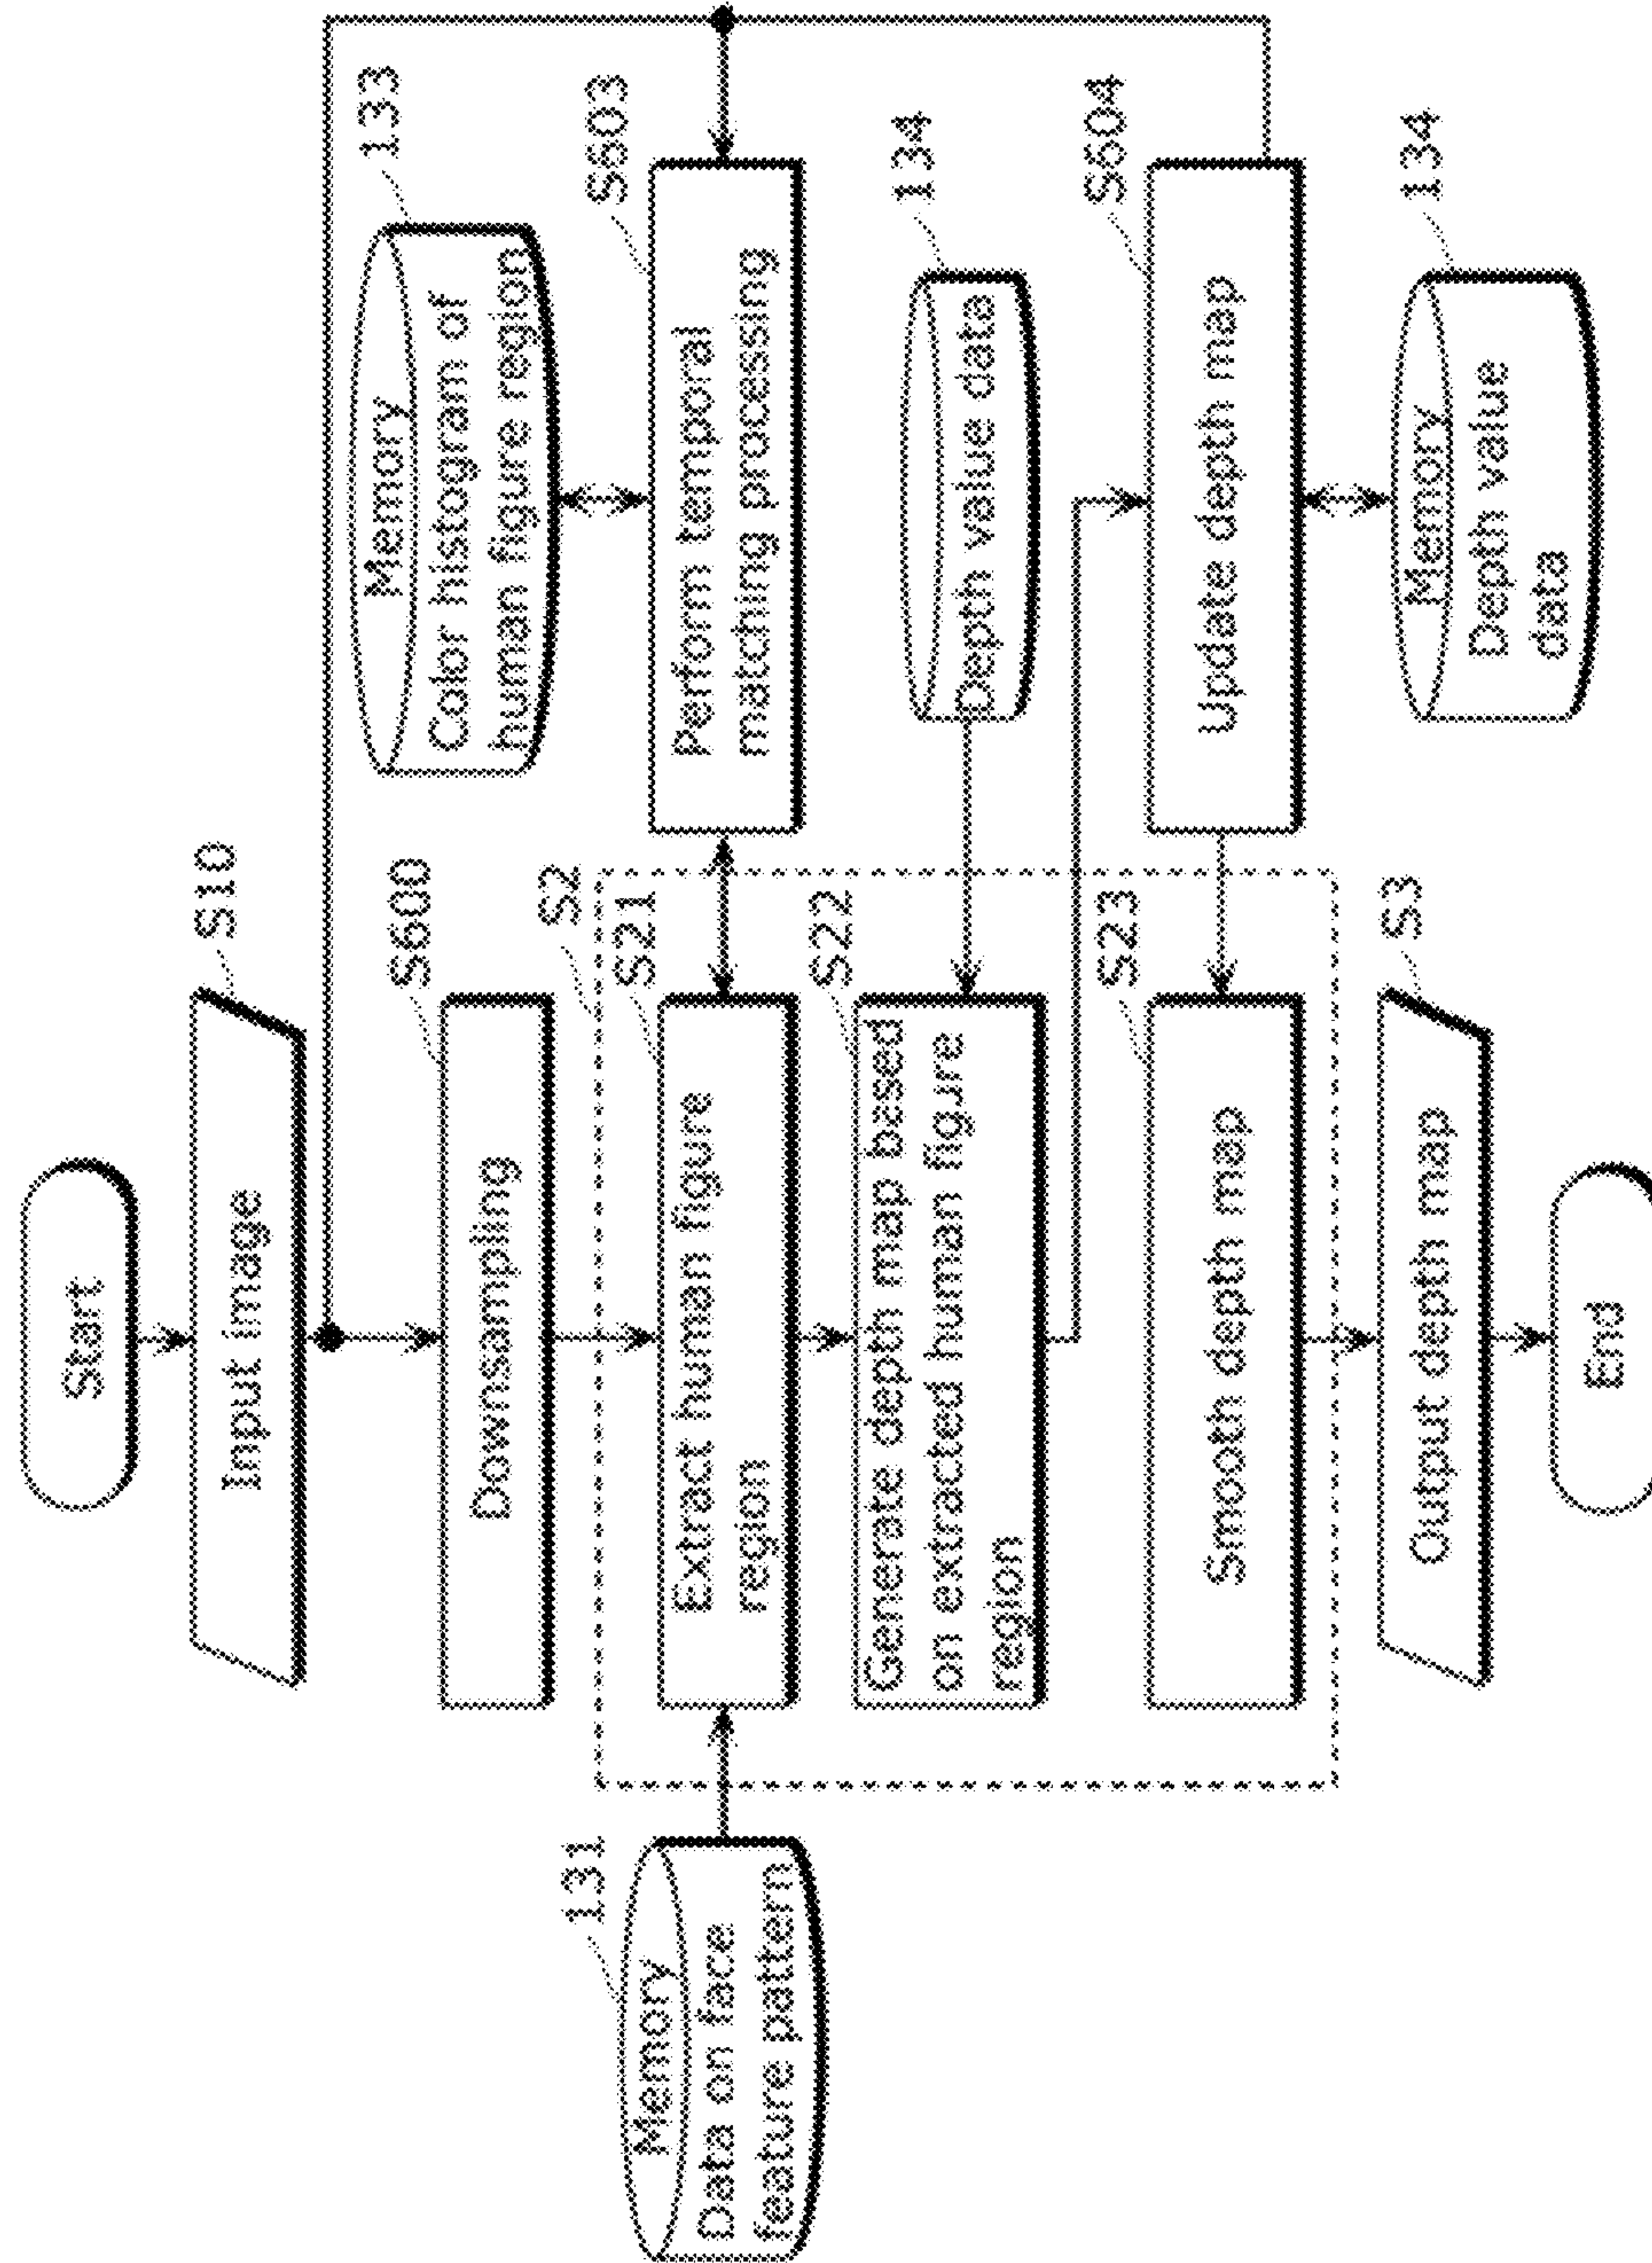 Start
Input image
S10
Downsampling
S600
S2
131
Memory
Data on face
feature pattern
Extract human figure
region
S21
Memory
Color histogram of
human figure region
133
Perform temporal
matching processing
S603
Generate depth map based
on extracted human figure
region
S22
Depth value data
134
Smooth depth map
S23
Update depth map
S604
Memory
Depth value
data
134
Output depth map
S3
End